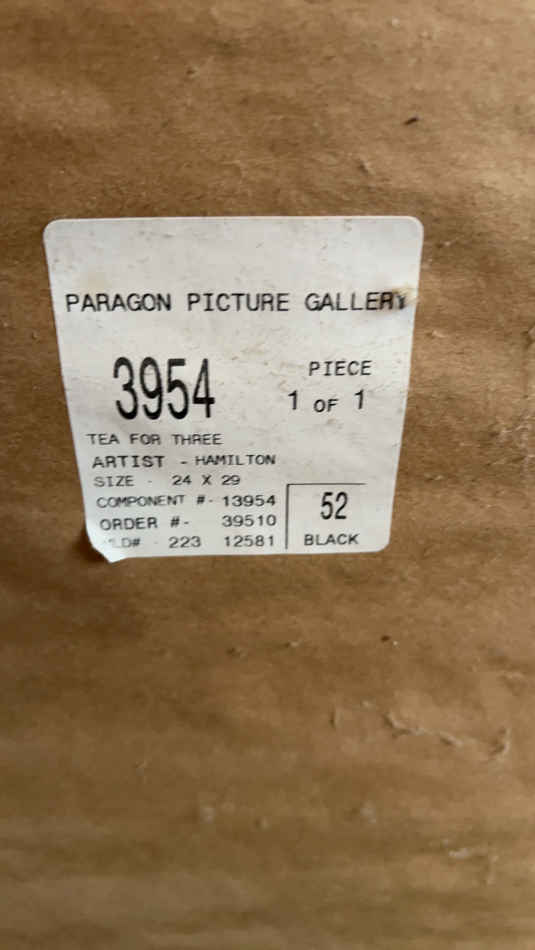 PARAGON PICTURE GALLERY
3954
PIECE
1 OF 1
TEA FOR THREE
ARTIST - HAMILTON
SIZE - 24 X 29
COMPONENT #- 13954
ORDER #- 39510
- 223 12581
52
BLACK